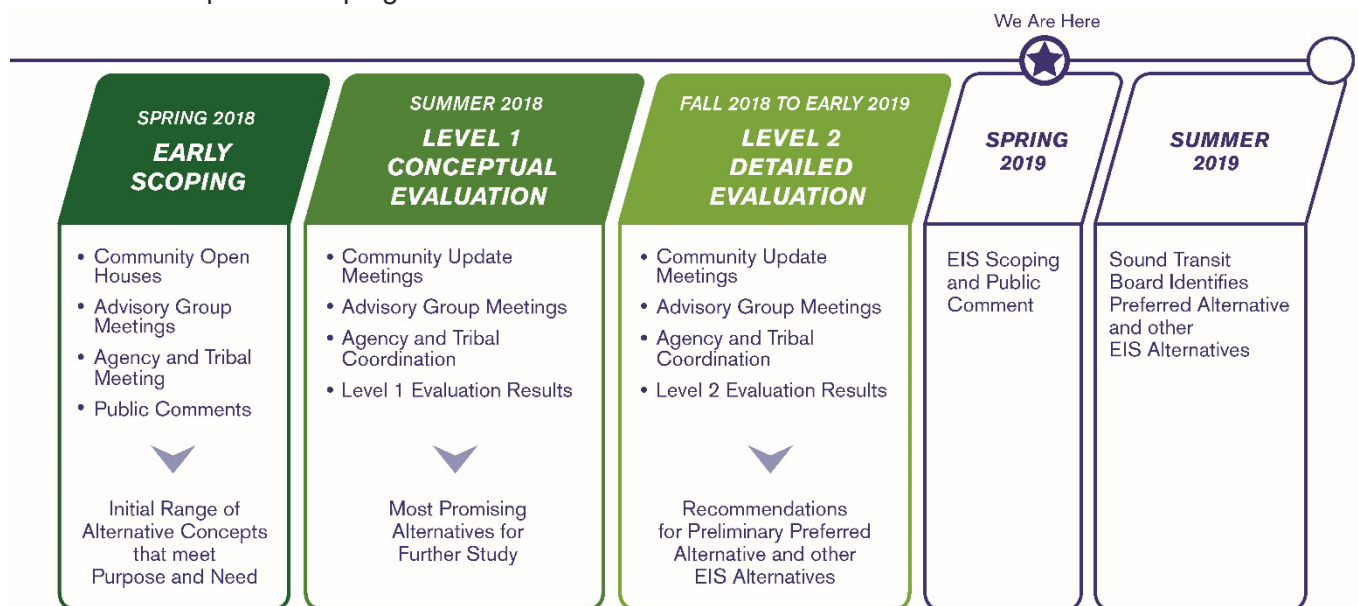 We Are Here
SPRING 2018
EARLY
SCOPING
• Community Open
Houses
• Advisory Group
Meetings
• Agency and Tribal
Meeting
• Public Comments
Initial Range of
Alternative Concepts
that meet
Purpose and Need
SUMMER 2018
LEVEL 1
CONCEPTUAL
EVALUATION
• Community Update
Meetings
• Advisory Group Meetings
• Agency and Tribal
Coordination
• Level 1 Evaluation Results
Most Promising
Alternatives for
Further Study
FALL 2018 TO EARLY 2019
LEVEL 2
DETAILED
EVALUATION
• Community Update
Meetings
• Advisory Group Meetings
• Agency and Tribal
Coordination
• Level 2 Evaluation Results
Recommendations
for Preliminary Preferred
Alternative and other
EIS Alternatives
SPRING
2019
EIS Scoping
and Public
Comment
SUMMER
2019
Sound Transit
Board Identifies
Preferred Alternative
and other
EIS Alternatives